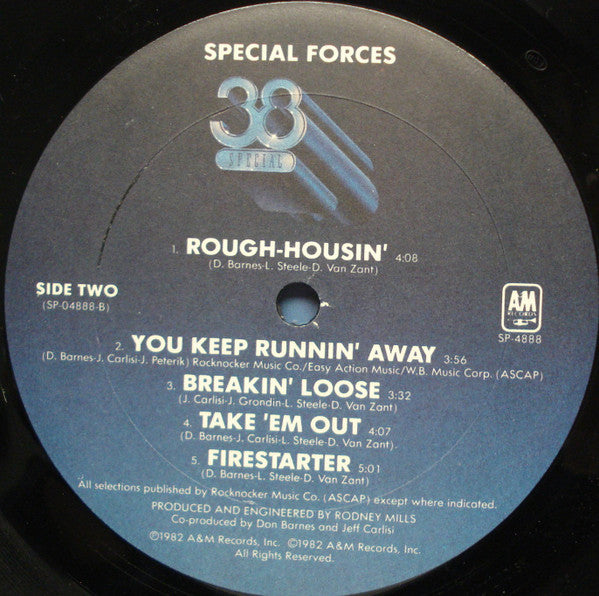 SPECIAL FORCES
38
SPECIAL
1. ROUGH-HOUSIN' 4:08
(D. Barnes-L. Steele-D. Van Zant)
SIDE TWO
(SP-04888-B)
AM
RECORDS
SP-4888
2. YOU KEEP RUNNIN' AWAY 3:56
(D. Barnes-J. Carlisi-J. Peterik) Rocknocker Music Co./Easy Action Music/W.B. Music Corp. (ASCAP)
3. BREAKIN' LOOSE 3:32
(J. Carlisi-J. Grondin-L. Steele-D. Van Zant)
4. TAKE 'EM OUT 4:07
(D. Barnes-J. Carlisi-L. Steele-D. Van Zant)
5. FIRESTARTER 5:01
(D. Barnes-L. Steele-D. Van Zant)
All selections published by Rocknocker Music Co. (ASCAP) except where indicated.
PRODUCED AND ENGINEERED BY RODNEY MILLS
Co-produced by Don Barnes and Jeff Carlisi
℗1982 A&M Records, Inc. ©1982 A&M Records, Inc.
All Rights Reserved.